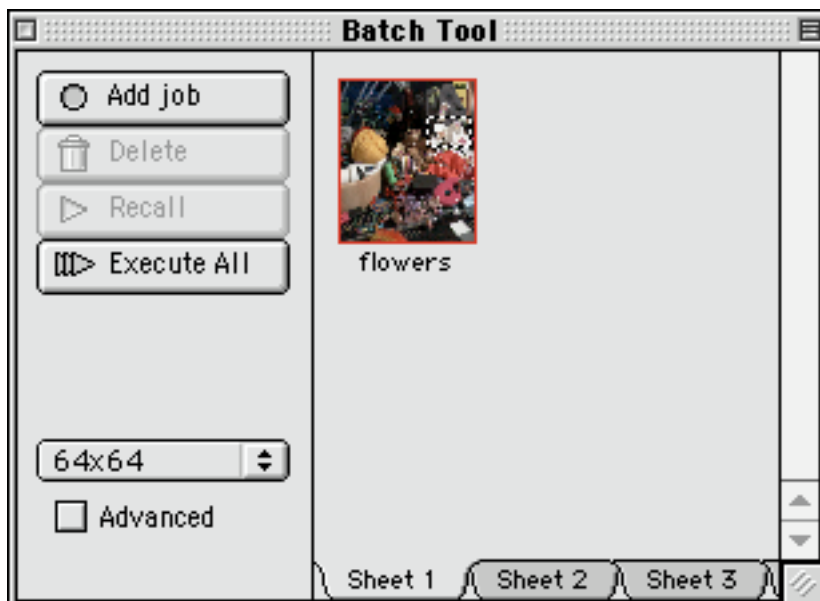 Batch Tool
Add job
Delete
Recall
Execute All
64x64
Advanced
flowers
Sheet 1
Sheet 2
Sheet 3